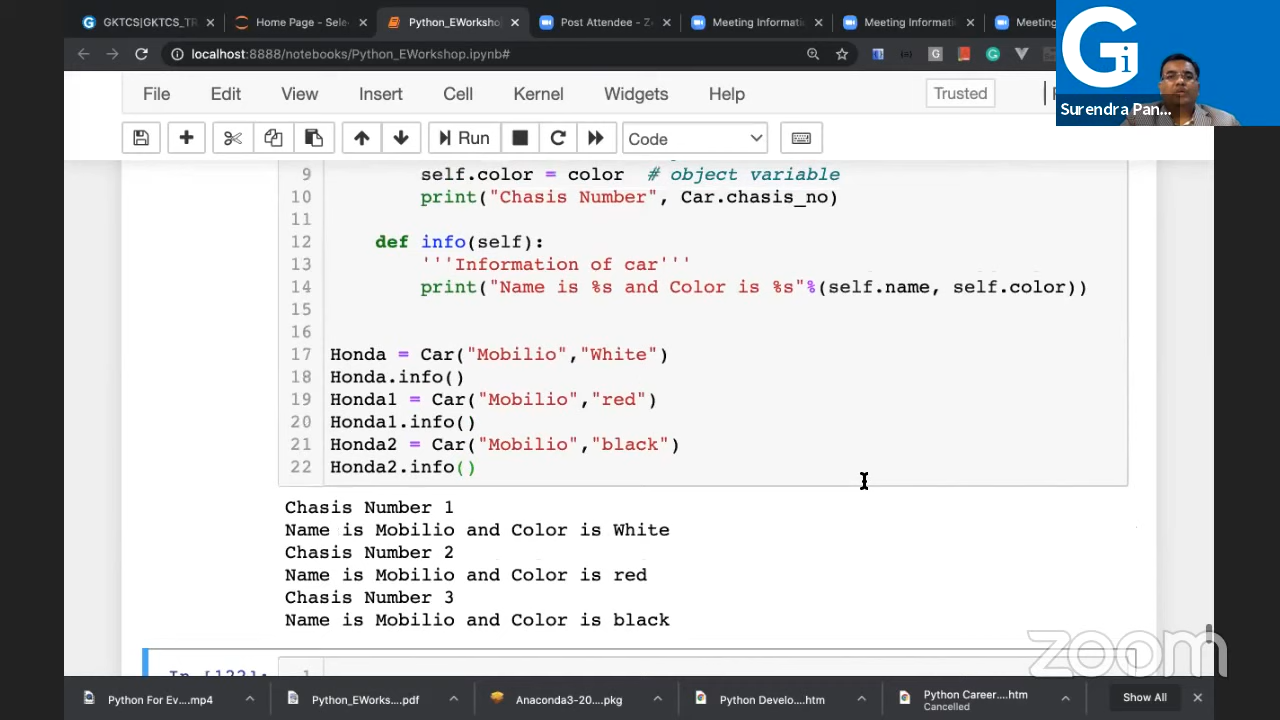 GKTCS|GKTCS_TR
Home Page - Sele
Python_EWorksho
Post Attendee - Z
Meeting Informati
Meeting Informati
Meeting
localhost:8888/notebooks/Python_EWorkshop.ipynb#
Gi
Surendra Pan...
File Edit View Insert Cell Kernel Widgets Help Trusted
Run Code
9 self.color = color # object variable
10 print("Chasis Number", Car.chasis_no)
11
12 def info(self):
13 '''Information of car'''
14 print("Name is %s and Color is %s"%(self.name, self.color))
15
16
17 Honda = Car("Mobilio","White")
18 Honda.info()
19 Honda1 = Car("Mobilio","red")
20 Honda1.info()
21 Honda2 = Car("Mobilio","black")
22 Honda2.info()
Chasis Number 1
Name is Mobilio and Color is White
Chasis Number 2
Name is Mobilio and Color is red
Chasis Number 3
Name is Mobilio and Color is black
zoom
In [122]: 1
Python For Ev....mp4
Python_EWorks....pdf
Anaconda3-20....pkg
Python Develo....htm
Python Career....htm
Cancelled
Show All